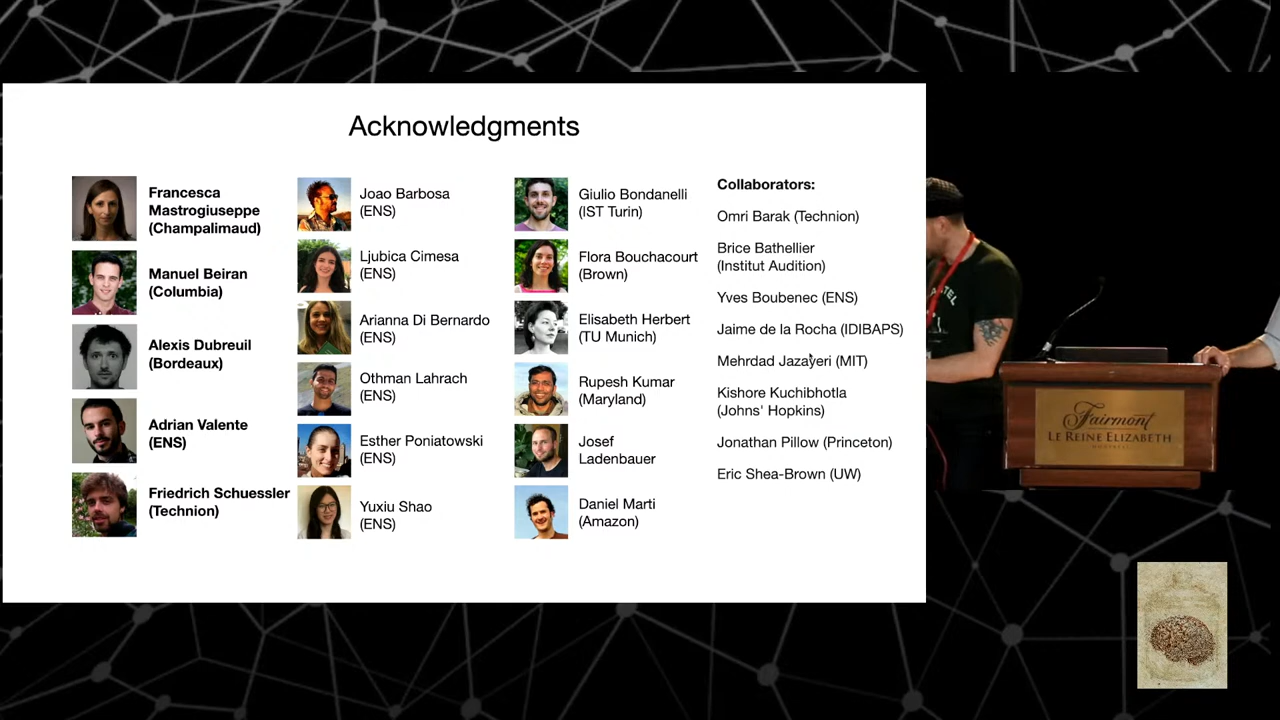 Acknowledgments
Francesca
Mastrogiuseppe
(Champalimaud)
Manuel Beiran
(Columbia)
Alexis Dubreuil
(Bordeaux)
Adrian Valente
(ENS)
Friedrich Schuessler
(Technion)
Joao Barbosa
(ENS)
Ljubica Cimesa
(ENS)
Arianna Di Bernardo
(ENS)
Othman Lahrach
(ENS)
Esther Poniatowski
(ENS)
Yuxiu Shao
(ENS)
Giulio Bondanelli
(IST Turin)
Flora Bouchacourt
(Brown)
Elisabeth Herbert
(TU Munich)
Rupesh Kumar
(Maryland)
Josef
Ladenbauer
Daniel Marti
(Amazon)
Collaborators:
Omri Barak (Technion)
Brice Bathellier
(Institut Audition)
Yves Boubenec (ENS)
Jaime de la Rocha (IDIBAPS)
Mehrdad Jazayeri (MIT)
Kishore Kuchibhotla
(Johns' Hopkins)
Jonathan Pillow (Princeton)
Eric Shea-Brown (UW)
Fairmont
LE REINE ELIZABETH